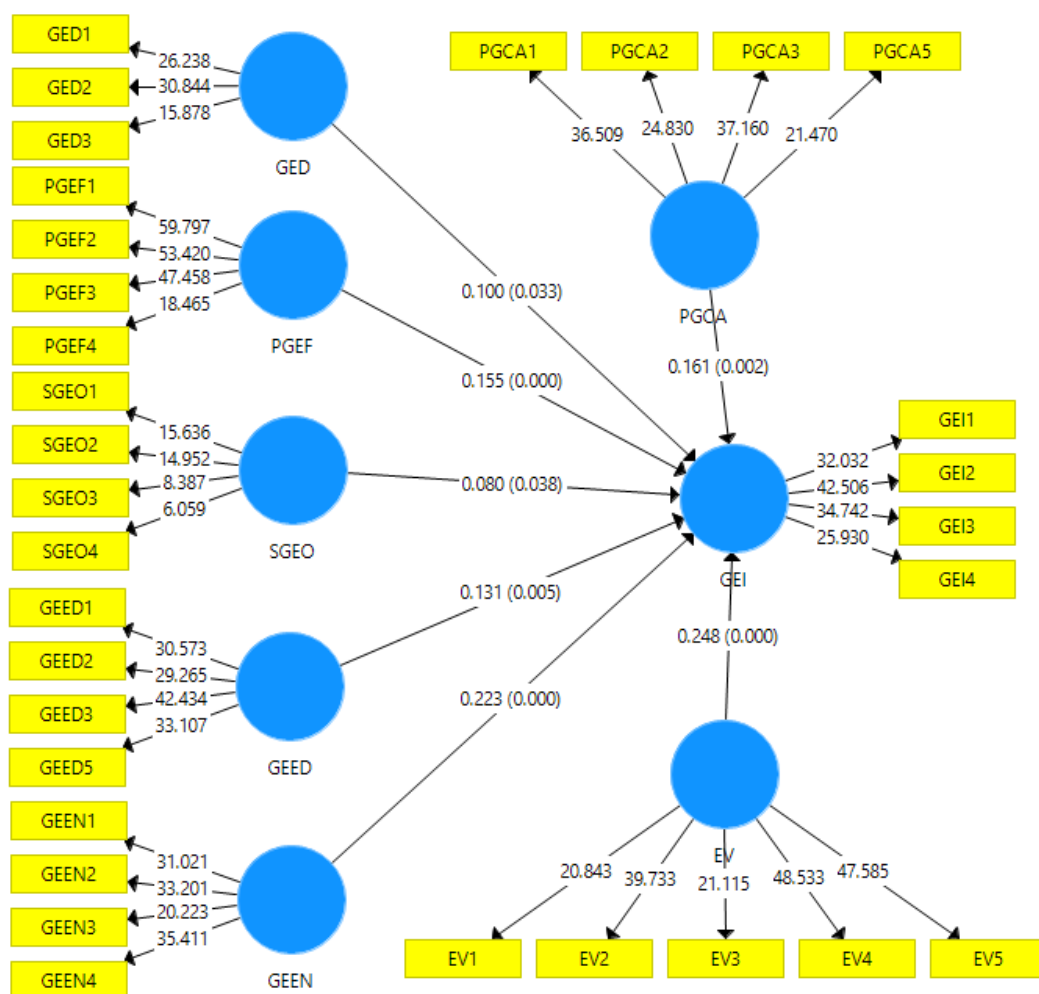 GED1
GED2
GED3
26.238
30.844
15.878
GED
PGEF1
PGEF2
PGEF3
PGEF4
59.797
53.420
47.458
18.465
PGEF
SGEO1
SGEO2
SGEO3
SGEO4
15.636
14.952
8.387
6.059
SGEO
GEED1
GEED2
GEED3
GEED5
30.573
29.265
42.434
33.107
GEED
GEEN1
GEEN2
GEEN3
GEEN4
31.021
33.201
20.223
35.411
GEEN
0.100 (0.033)
0.155 (0.000)
0.080 (0.038)
0.131 (0.005)
0.223 (0.000)
PGCA1
PGCA2
PGCA3
PGCA5
36.509
24.830
37.160
21.470
PGCA
0.161 (0.002)
GEI
32.032
42.506
34.742
25.930
GEI1
GEI2
GEI3
GEI4
0.248 (0.000)
EV
20.843
39.733
21.115
48.533
47.585
EV1
EV2
EV3
EV4
EV5